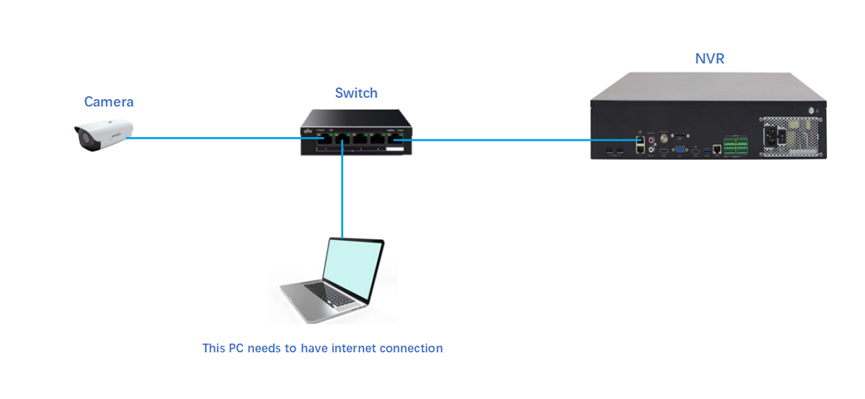 NVR
Switch
Camera
This PC needs to have internet connection